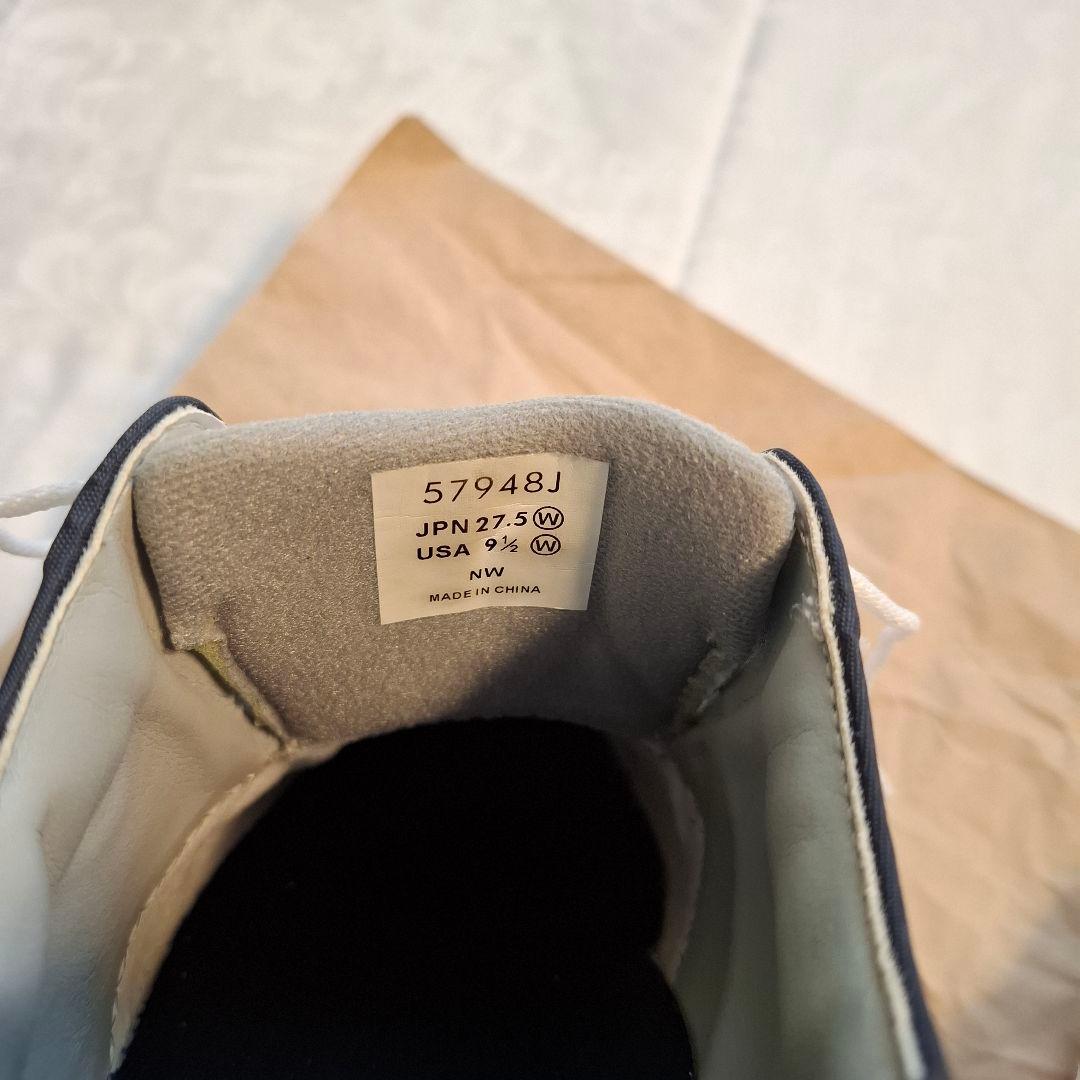 57948J
JPN 27.5 Ⓦ
USA 9½ Ⓦ
NW
MADE IN CHINA